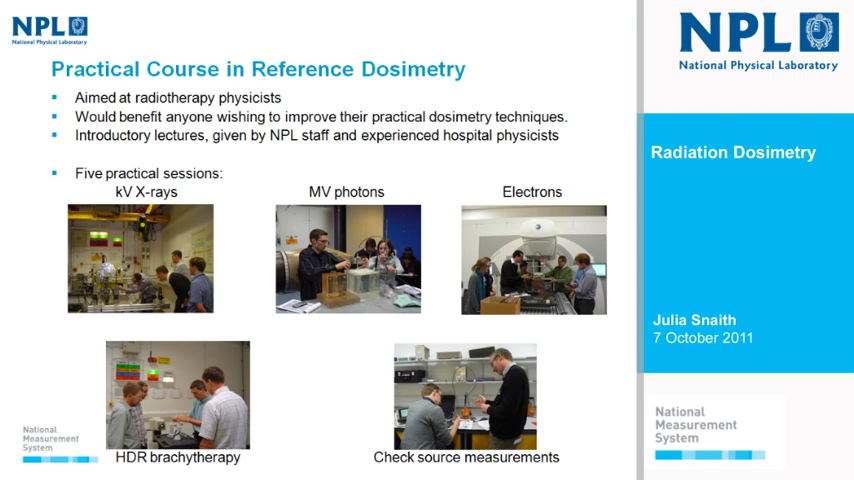 NPL
National Physical Laboratory
Practical Course in Reference Dosimetry
Aimed at radiotherapy physicists
Would benefit anyone wishing to improve their practical dosimetry techniques.
Introductory lectures, given by NPL staff and experienced hospital physicists
Five practical sessions:
kV X-rays
MV photons
Electrons
HDR brachytherapy
Check source measurements
National
Measurement
System
NPL
National Physical Laboratory
Radiation Dosimetry
Julia Snaith
7 October 2011
National
Measurement
System